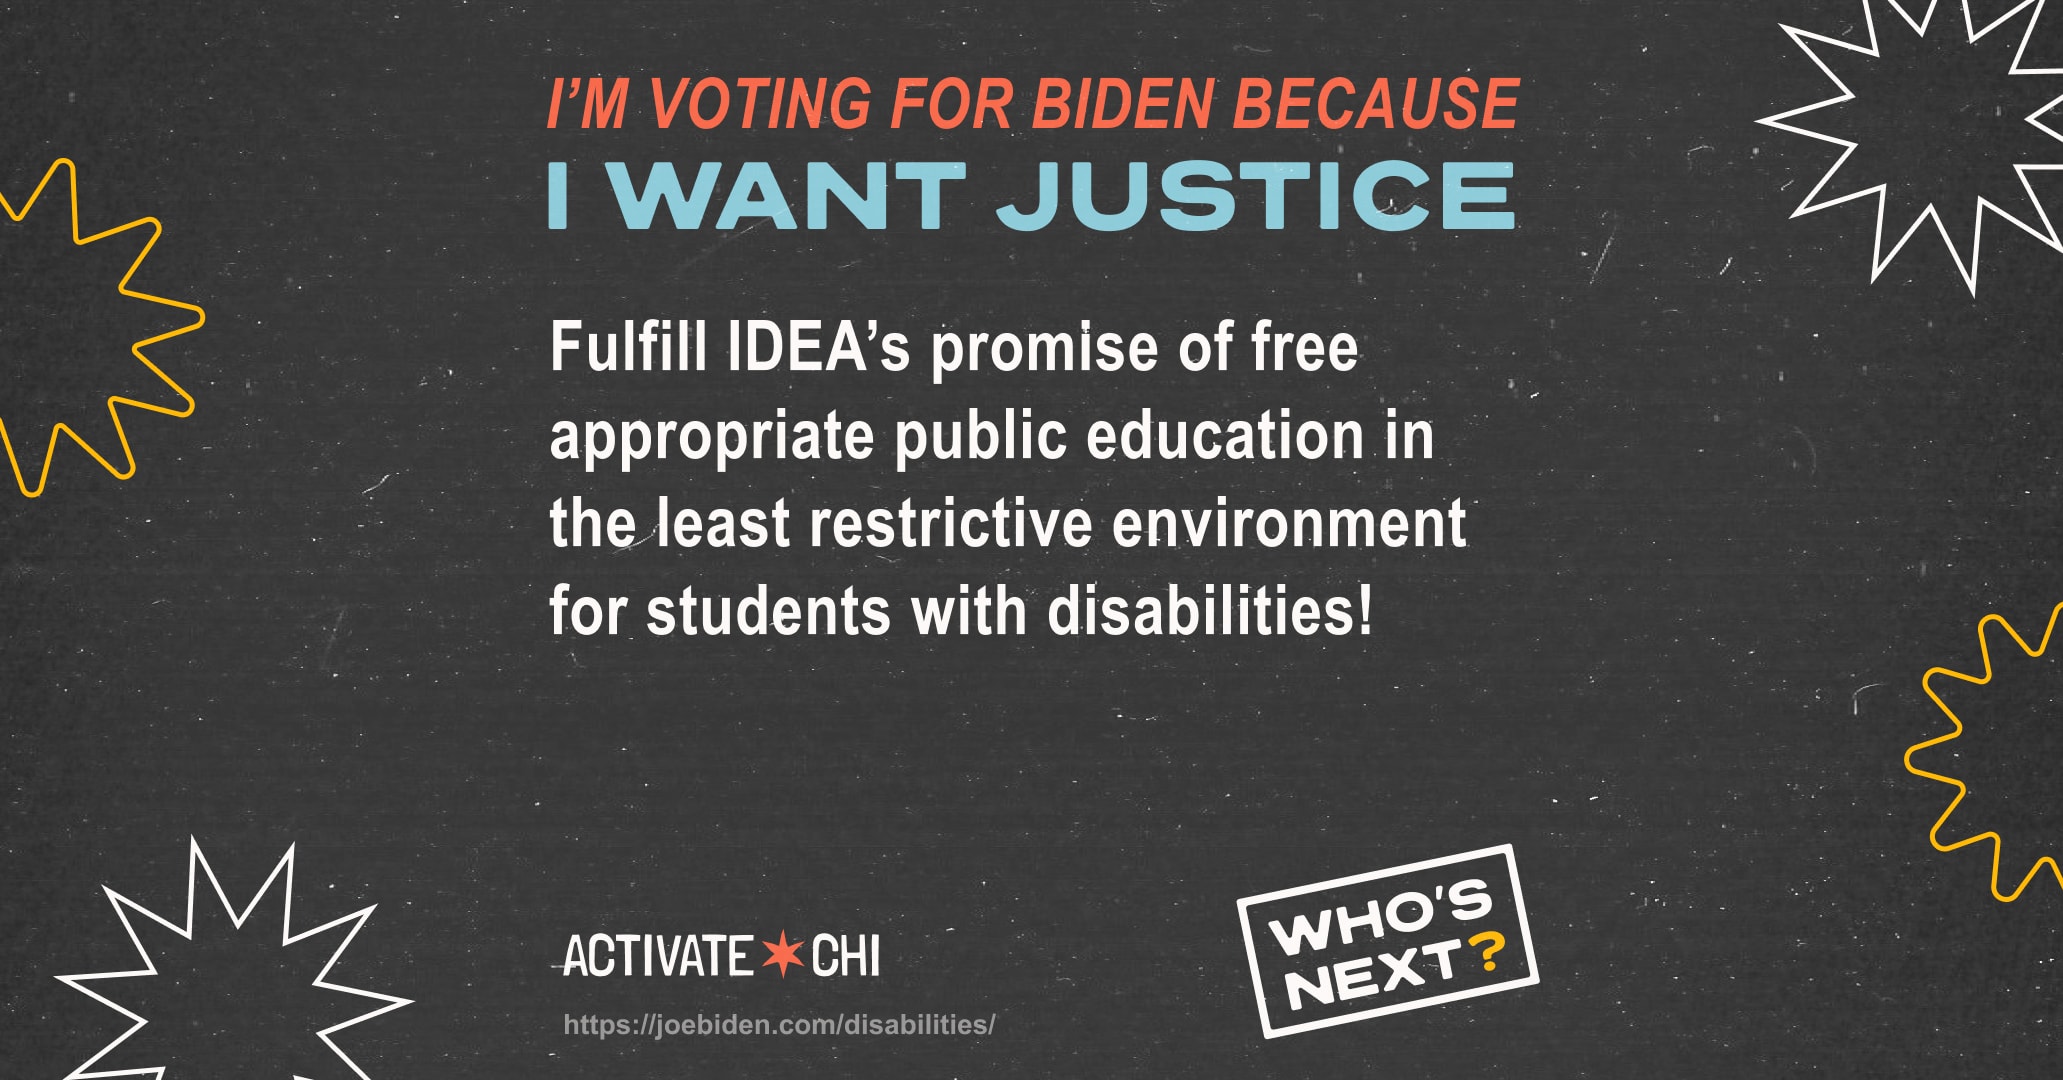 I'M VOTING FOR BIDEN BECAUSE
I WANT JUSTICE
Fulfill IDEA's promise of free
appropriate public education in
the least restrictive environment
for students with disabilities!
ACTIVATE CHI
https://joebiden.com/disabilities/
WHO'S
NEXT?